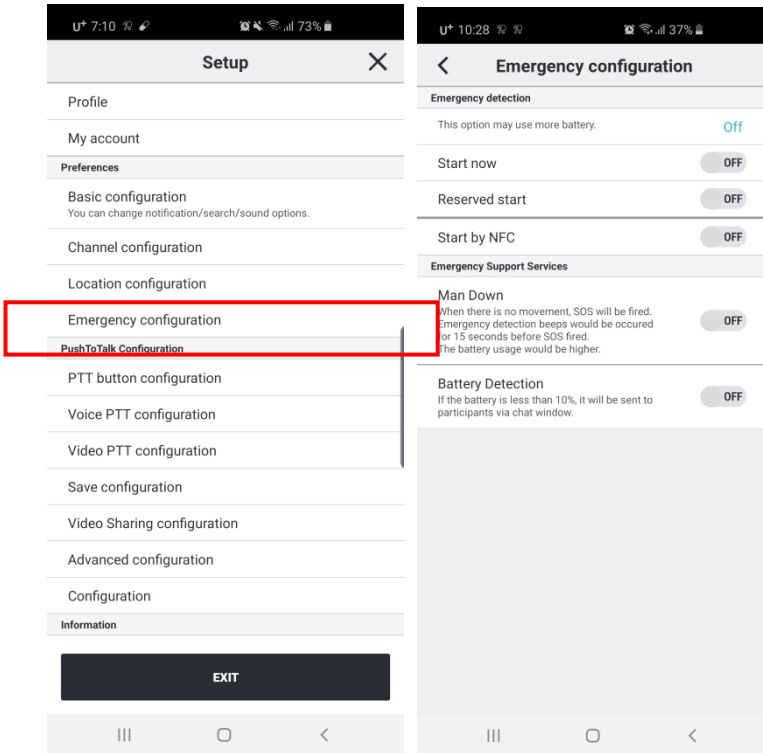 U+ 7:10 73%
Setup
Profile
My account
Preferences
Basic configuration
You can change notification/search/sound options.
Channel configuration
Location configuration
Emergency configuration
PushToTalk Configuration
PTT button configuration
Voice PTT configuration
Video PTT configuration
Save configuration
Video Sharing configuration
Advanced configuration
Configuration
Information
EXIT
U+ 10:28 37%
Emergency configuration
Emergency detection
This option may use more battery. Off
Start now OFF
Reserved start OFF
Start by NFC OFF
Emergency Support Services
Man Down
When there is no movement, SOS will be fired.
Emergency detection beeps would be occured OFF
for 15 seconds before SOS fired.
The battery usage would be higher.
Battery Detection
If the battery is less than 10%, it will be sent to OFF
participants via chat window.